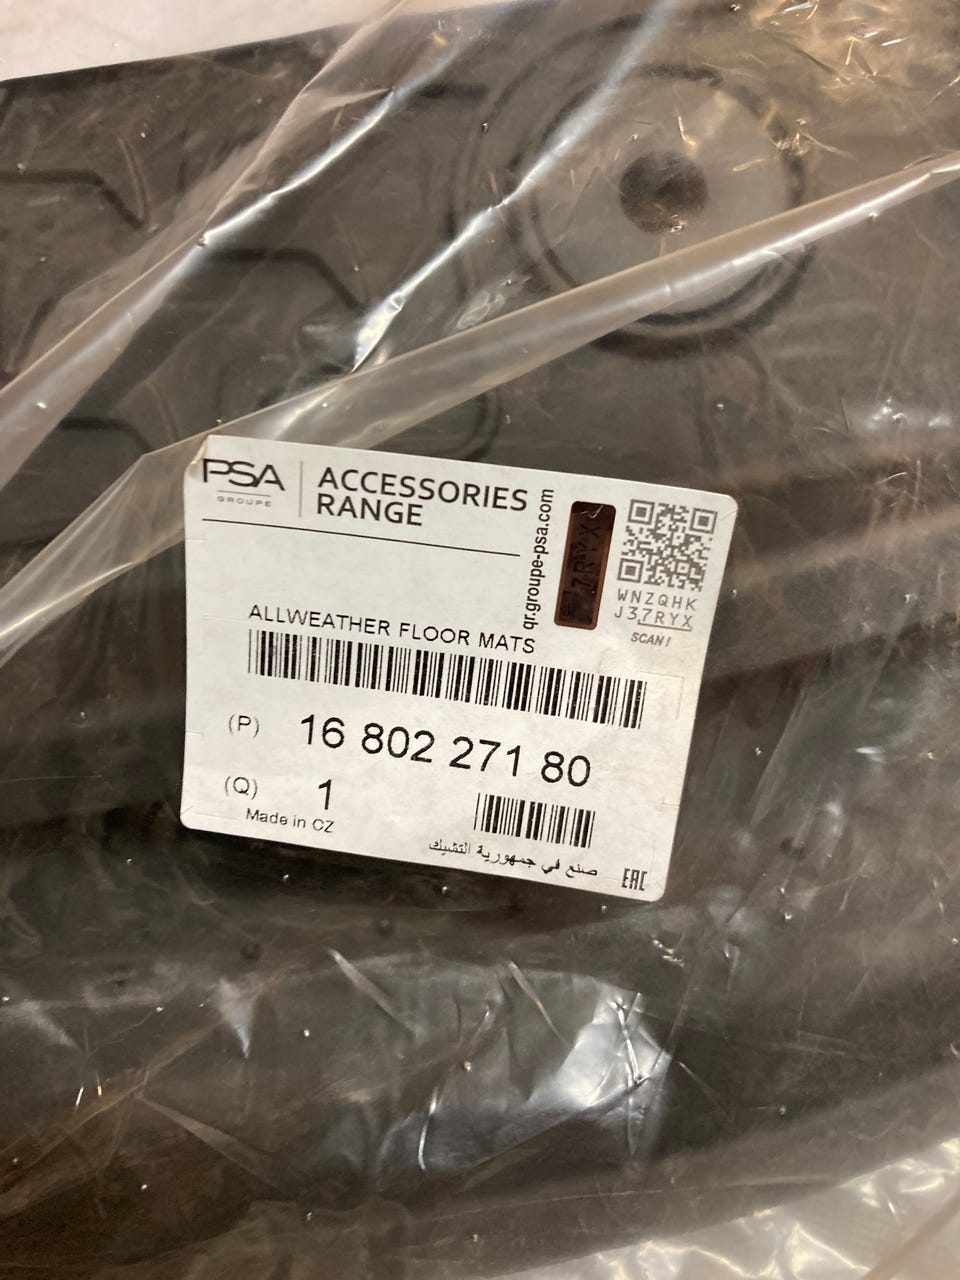 PSA
GROUPE
ACCESSORIES
RANGE
qr.groupe-psa.com
7RYX
WNZQHK
J37RYX
SCAN!
ALLWEATHER FLOOR MATS
(P) 16 802 271 80
(Q) 1
Made in CZ
صنع في جمهورية التشيك
EAC